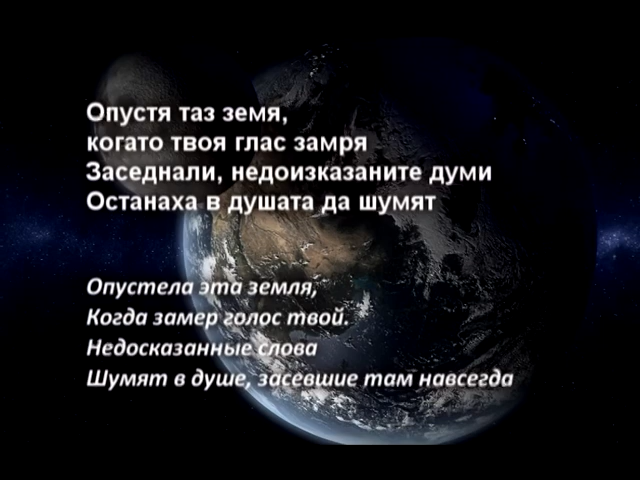 Опустя таз земя,
когато твоя глас замря
Заседнали, недоизказаните думи
Останаха в душата да шумят
Опустела эта земля,
Когда замер голос твой.
Недосказанные слова
Шумят в душе, засевшие там навсегда